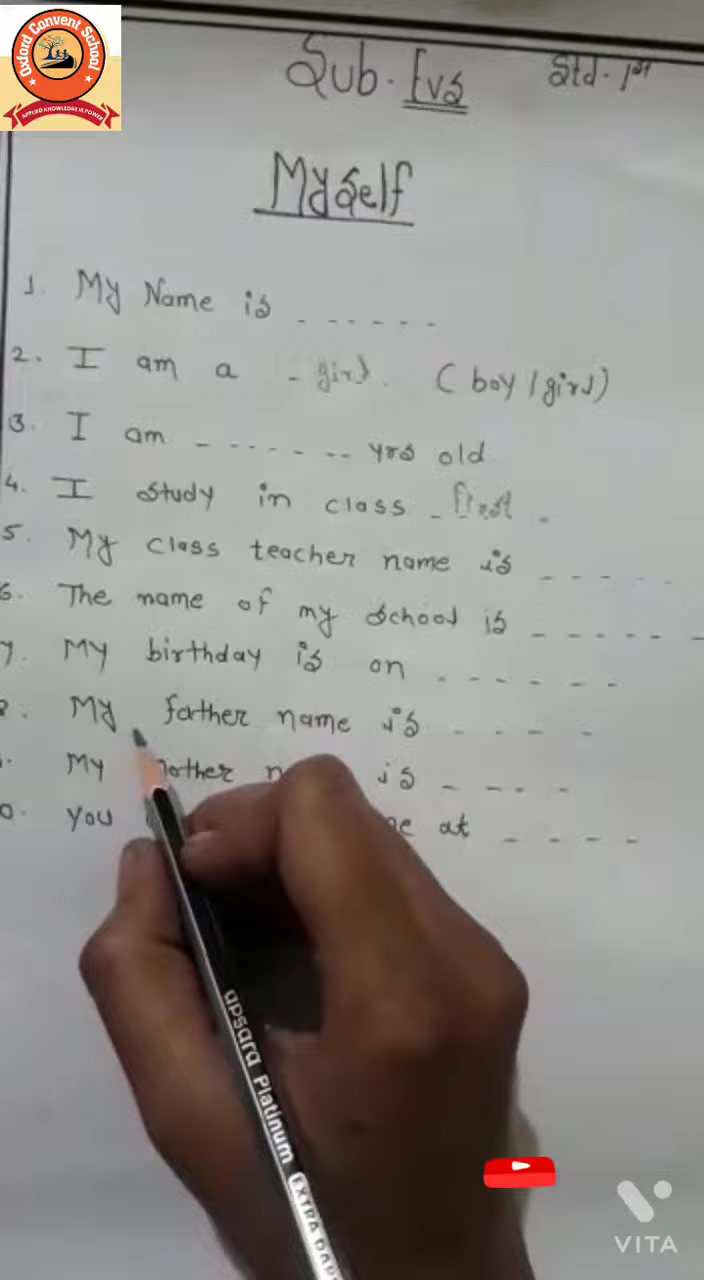 Oxford Convent School
APPLIED KNOWLEDGE IS POWER
Sub. Evs Std. 1st
Myself
1. My Name is ------
2. I am a - girl. (boy / girl)
3. I am ------- yrs old
4. I study in class - first -
5. My class teacher name is ------
6. The name of my school is ------
7. My birthday is on ------
8. My father name is ----
My mother is ----
You at ----
apsara Platinum EXTRA DARK
VITA